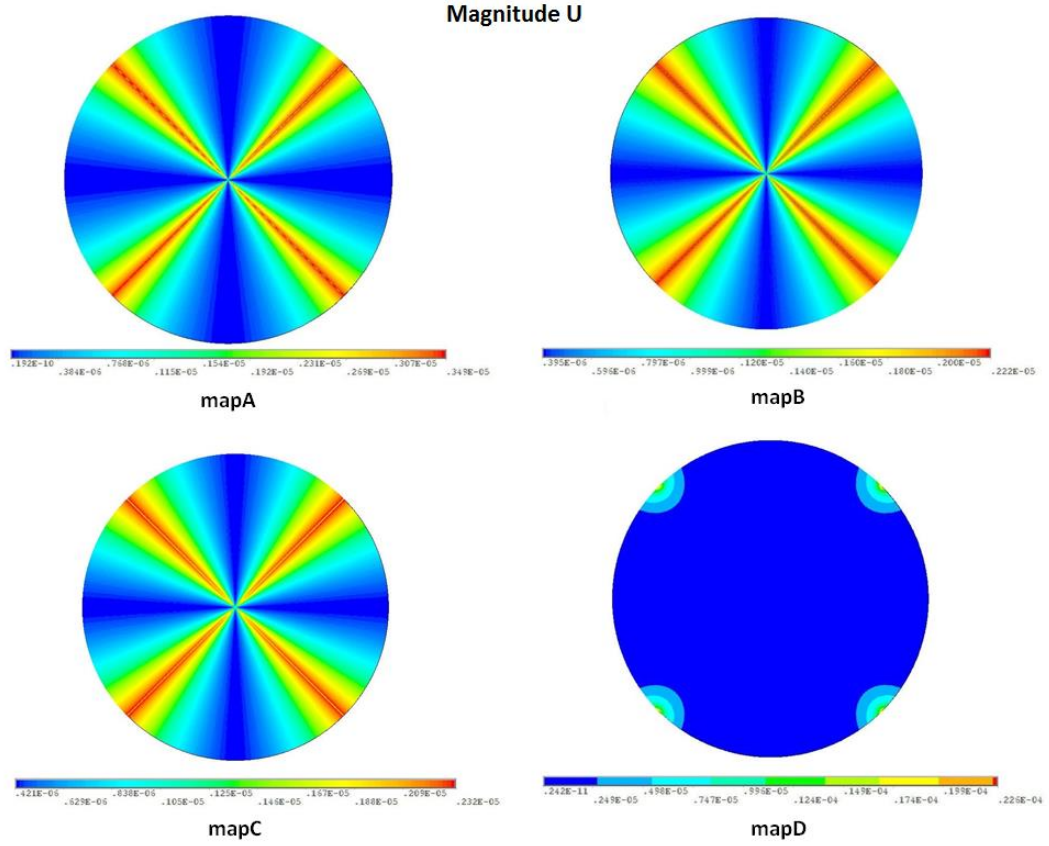 Magnitude U
.192E-10 .768E-06 .154E-05 .231E-05 .307E-05
.384E-06 .115E-05 .192E-05 .269E-05 .349E-05
mapA
.395E-06 .797E-06 .120E-05 .160E-05 .200E-05
.596E-06 .999E-06 .140E-05 .180E-05 .222E-05
mapB
.421E-06 .838E-06 .125E-05 .167E-05 .209E-05
.629E-06 .105E-05 .146E-05 .188E-05 .232E-05
mapC
.242E-11 .498E-05 .996E-05 .149E-04 .199E-04
.249E-05 .747E-05 .124E-04 .174E-04 .226E-04
mapD